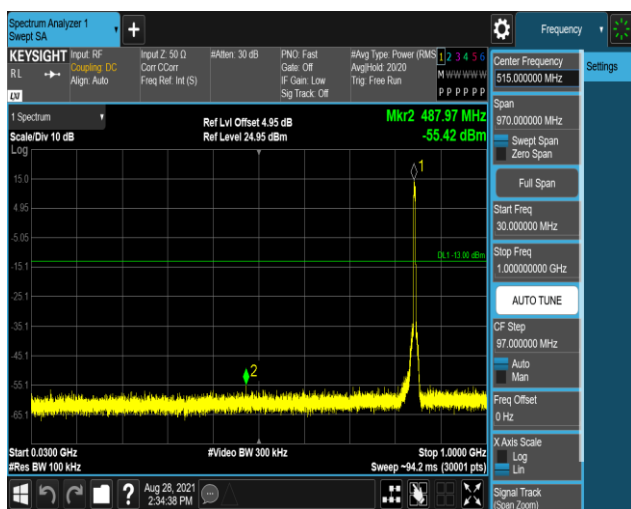 Spectrum Analyzer 1
Swept SA
+
Frequency
KEYSIGHT
RL
Input: RF
Coupling: DC
Align: Auto
Input Z: 50 Ω
Corr CCorr
Freq Ref: Int (S)
#Atten: 30 dB
PNO: Fast
Gate: Off
IF Gain: Low
Sig Track: Off
#Avg Type: Power (RMS
Avg|Hold: 20/20
Trig: Free Run
1 2 3 4 5 6
M W W W W W
P P P P P P
LXI
1 Spectrum
Scale/Div 10 dB
Log
Ref Lvl Offset 4.95 dB
Ref Level 24.95 dBm
Mkr2 487.97 MHz
-55.42 dBm
15.0
4.95
-5.05
-15.1
-25.1
-35.1
-45.1
-55.1
-65.1
1
DL1 -13.00 dBm
2
Start 0.0300 GHz
#Res BW 100 kHz
#Video BW 300 kHz
Stop 1.0000 GHz
Sweep ~94.2 ms (30001 pts)
?
Aug 28, 2021
2:34:38 PM
Center Frequency
515.000000 MHz
Settings
Span
970.000000 MHz
Swept Span
Zero Span
Full Span
Start Freq
30.000000 MHz
Stop Freq
1.000000000 GHz
AUTO TUNE
CF Step
97.000000 MHz
Auto
Man
Freq Offset
0 Hz
X Axis Scale
Log
Lin
Signal Track
(Span Zoom)